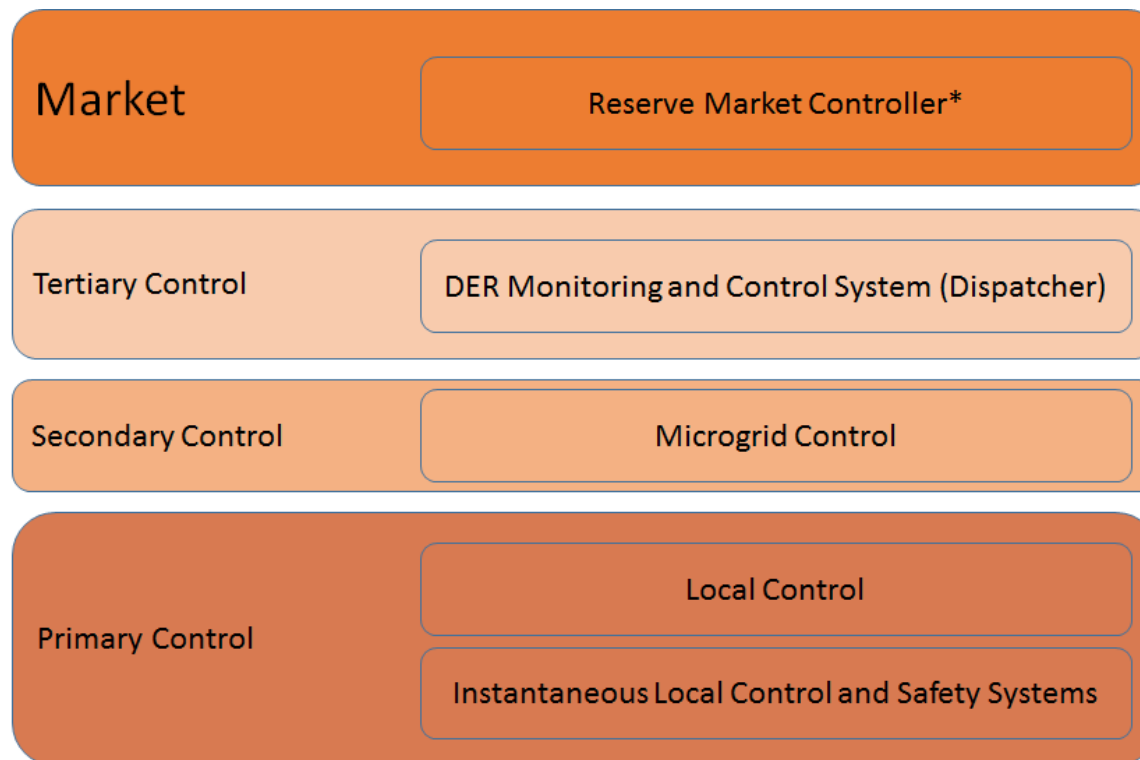 Market
Reserve Market Controller*
Tertiary Control
DER Monitoring and Control System (Dispatcher)
Secondary Control
Microgrid Control
Primary Control
Local Control
Instantaneous Local Control and Safety Systems